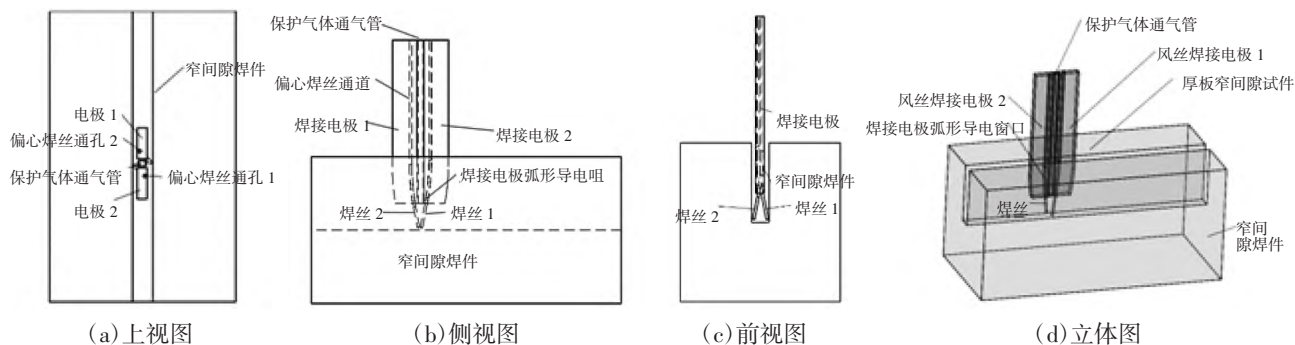 窄间隙焊件
电极 1
偏心焊丝通孔 2
保护气体通气管
偏心焊丝通孔 1
电极 2
(a)上视图
保护气体通气管
偏心焊丝通道
焊接电极 1
焊接电极 2
焊接电极弧形导电咀
焊丝 2
焊丝 1
窄间隙焊件
(b)侧视图
焊接电极
窄间隙焊件
焊丝 2
焊丝 1
(c)前视图
保护气体通气管
风丝焊接电极 1
厚板窄间隙试件
风丝焊接电极 2
焊接电极弧形导电窗口
焊丝
窄间
隙焊件
(d)立体图